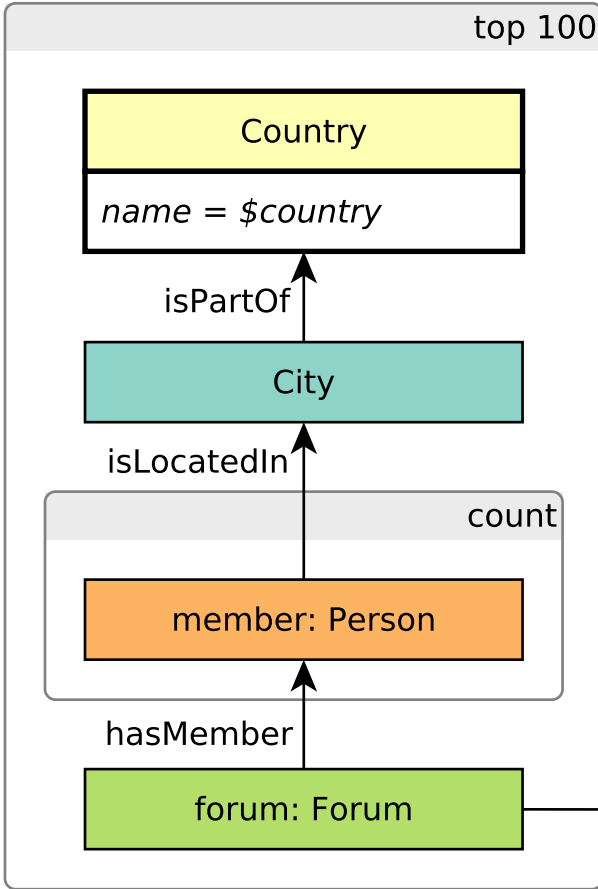 top 100
Country
name = $country
isPartOf
City
isLocatedIn
count
member: Person
hasMember
forum: Forum